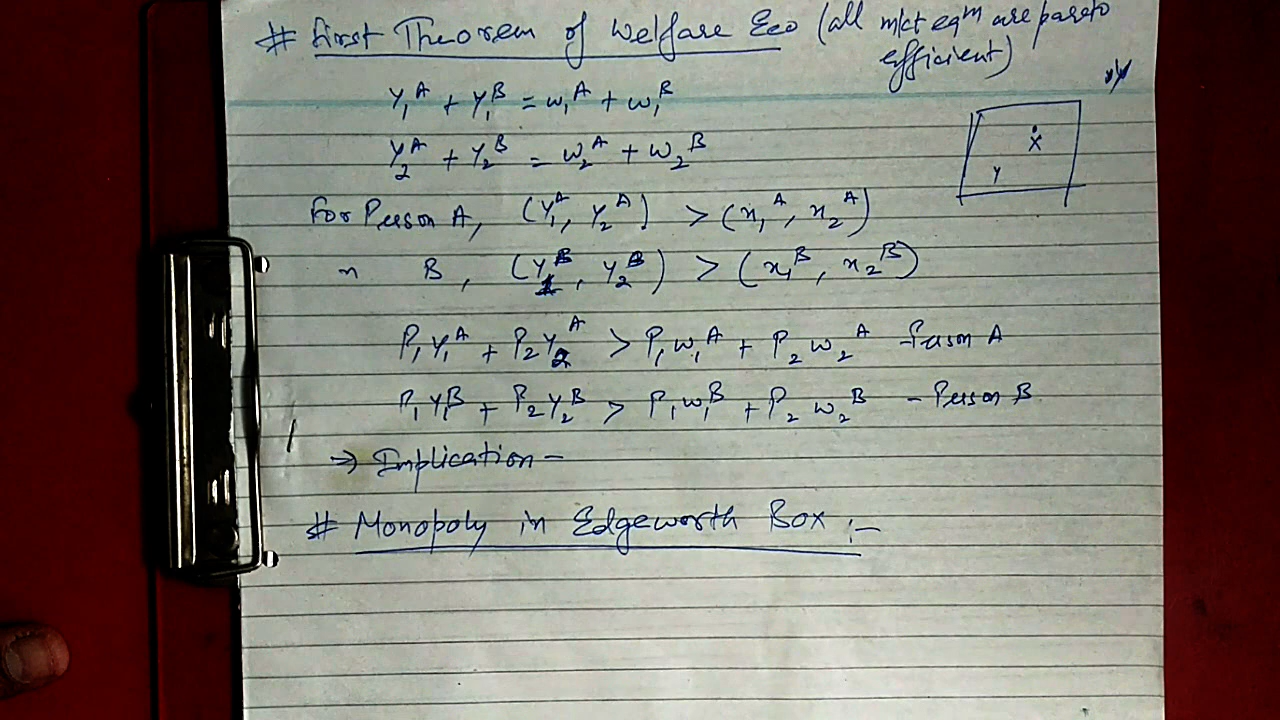 # first Theorem of Welfare Eco (all mkt eqᵐ are pareto
efficient)
Y₁ᴬ + Y₁ᴮ = w₁ᴬ + w₁ᴮ
Y₂ᴬ + Y₂ᴮ = w₂ᴬ + w₂ᴮ
X
Y
For Person A, (Y₁ᴬ, Y₂ᴬ) > (x₁ᴬ, x₂ᴬ)
" B, (Y₁ᴮ, Y₂ᴮ) > (x₁ᴮ, x₂ᴮ)
P₁Y₁ᴬ + P₂Y₂ᴬ > P₁w₁ᴬ + P₂w₂ᴬ - Person A
P₁Y₁ᴮ + P₂Y₂ᴮ > P₁w₁ᴮ + P₂w₂ᴮ - Person B
⇒ Implication -
# Monopoly in Edgeworth Box :-